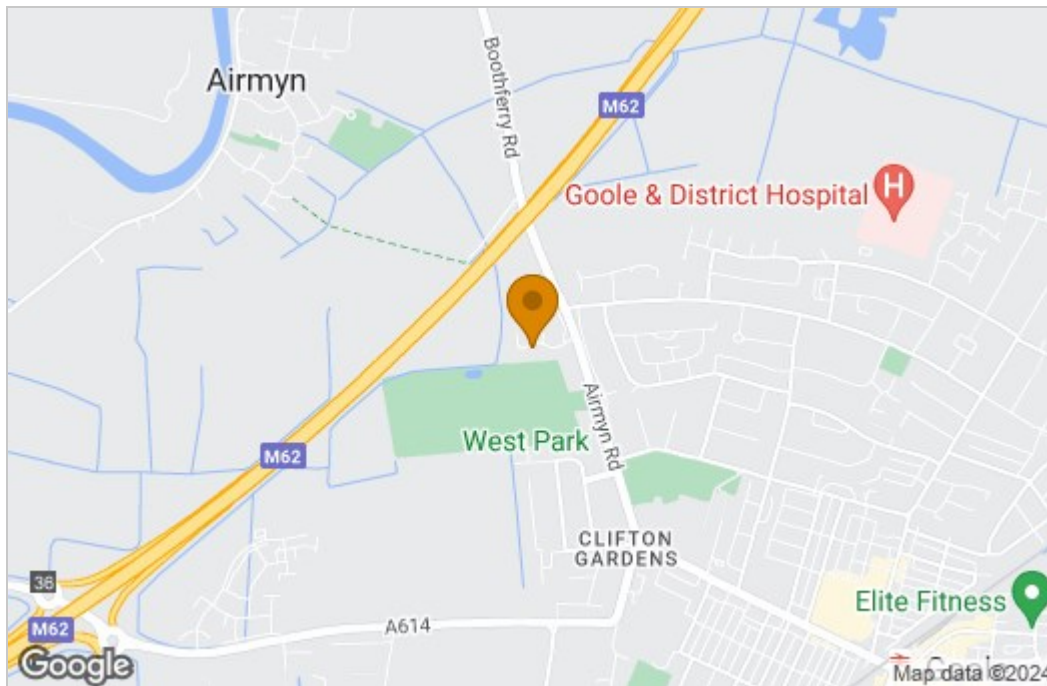 Airmyn
Boothferry Rd
M62
Goole & District Hospital
H
Airmyn Rd
West Park
M62
CLIFTON
GARDENS
36
Elite Fitness
M62
A614
Google
Goole
Map data ©2024